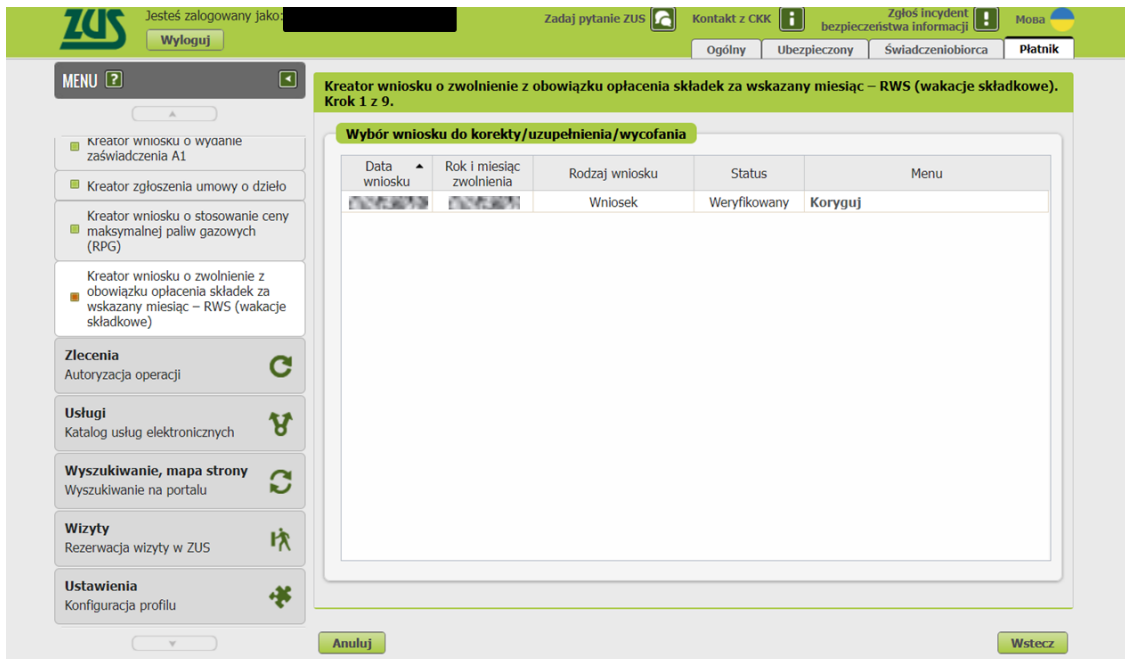 ZUS
Jesteś zalogowany jako:
Wyloguj
Zadaj pytanie ZUS
Kontakt z CKK
Zgłoś incydent
bezpieczeństwa informacji
Мова
Ogólny
Ubezpieczony
Świadczeniobiorca
Płatnik
MENU ?
Kreator wniosku o wydanie
zaświadczenia A1
Kreator zgłoszenia umowy o dzieło
Kreator wniosku o stosowanie ceny
maksymalnej paliw gazowych
(RPG)
Kreator wniosku o zwolnienie z
obowiązku opłacenia składek za
wskazany miesiąc – RWS (wakacje
składkowe)
Zlecenia
Autoryzacja operacji
Usługi
Katalog usług elektronicznych
Wyszukiwanie, mapa strony
Wyszukiwanie na portalu
Wizyty
Rezerwacja wizyty w ZUS
Ustawienia
Konfiguracja profilu
Kreator wniosku o zwolnienie z obowiązku opłacenia składek za wskazany miesiąc – RWS (wakacje składkowe).
Krok 1 z 9.
Wybór wniosku do korekty/uzupełnienia/wycofania
Data
wniosku
Rok i miesiąc
zwolnienia
Rodzaj wniosku
Status
Menu
Wniosek
Weryfikowany
Koryguj
Anuluj
Wstecz